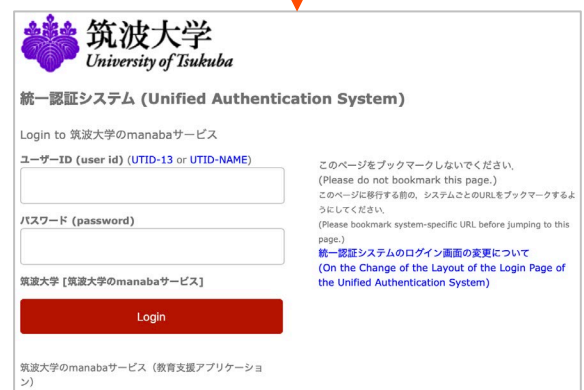 筑波大学
University of Tsukuba
統一認証システム (Unified Authentication System)
Login to 筑波大学のmanabaサービス
ユーザーID (user id) (UTID-13 or UTID-NAME)
パスワード (password)
筑波大学 [筑波大学のmanabaサービス]
Login
筑波大学のmanabaサービス（教育支援アプリケーショ
ン）
このページをブックマークしないでください．
(Please do not bookmark this page.)
このページに移行する前の，システムごとのURLをブックマークするよ
うにしてください．
(Please bookmark system-specific URL before jumping to this
page.)
統一認証システムのログイン画面の変更について
(On the Change of the Layout of the Login Page of
the Unified Authentication System)